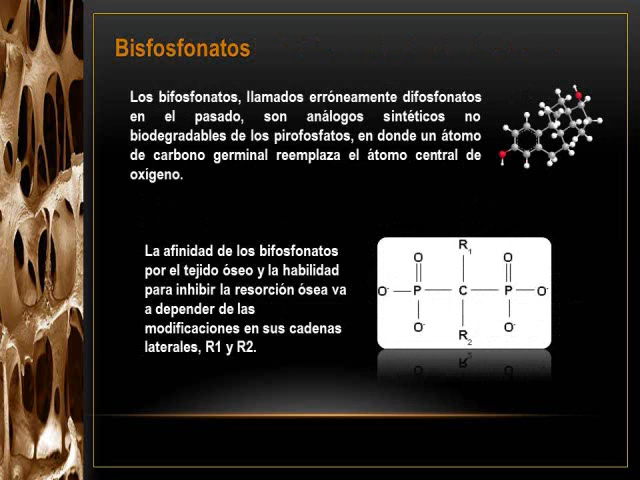 Bisfosfonatos
Los bifosfonatos, llamados erróneamente difosfonatos
en el pasado, son análogos sintéticos no
biodegradables de los pirofosfatos, en donde un átomo
de carbono germinal reemplaza el átomo central de
oxígeno.
La afinidad de los bifosfonatos
por el tejido óseo y la habilidad
para inhibir la resorción ósea va
a depender de las
modificaciones en sus cadenas
laterales, R1 y R2.
R1
O O
O- P C P O-
O- O-
R2